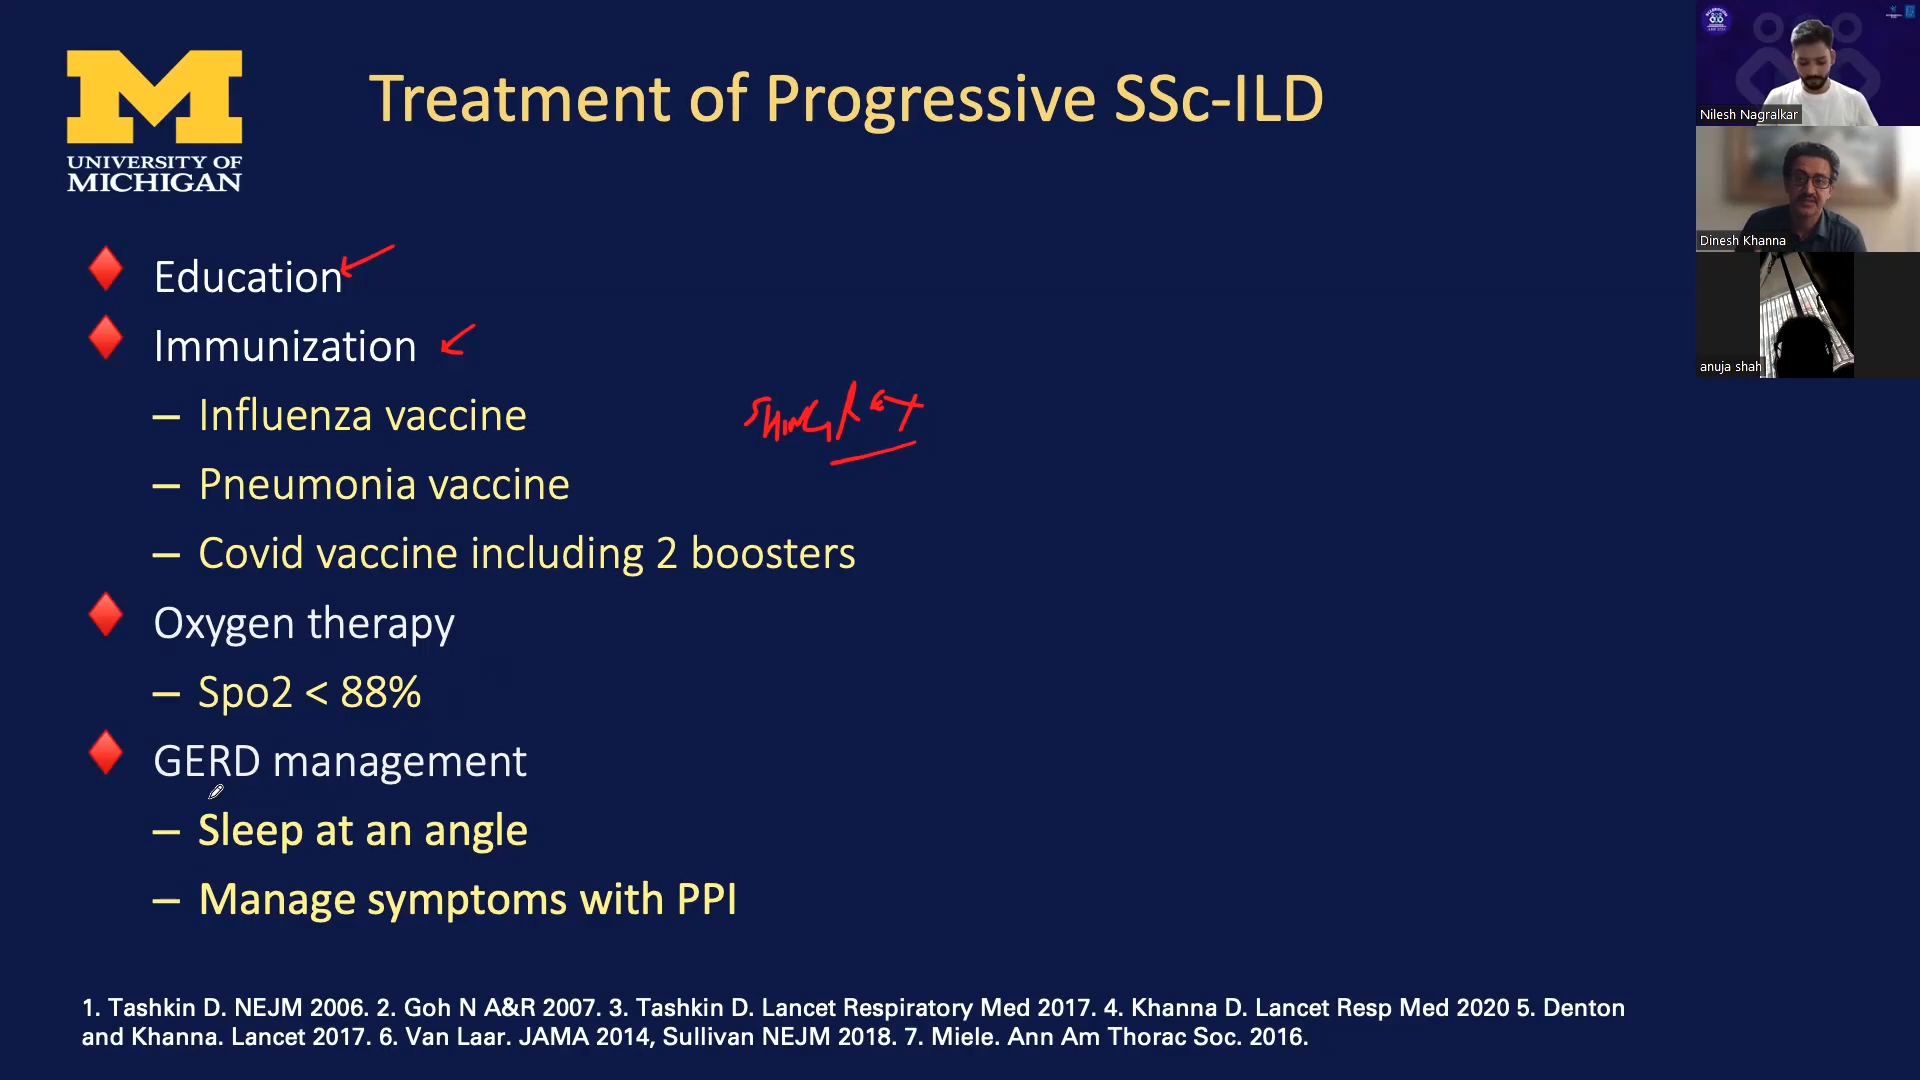 Treatment of Progressive SSc-ILD
UNIVERSITY OF
MICHIGAN
Education
Immunization
– Influenza vaccine
SHINGRIX
– Pneumonia vaccine
– Covid vaccine including 2 boosters
Oxygen therapy
– Spo2 < 88%
GERD management
– Sleep at an angle
– Manage symptoms with PPI
1. Tashkin D. NEJM 2006. 2. Goh N A&R 2007. 3. Tashkin D. Lancet Respiratory Med 2017. 4. Khanna D. Lancet Resp Med 2020 5. Denton
and Khanna. Lancet 2017. 6. Van Laar. JAMA 2014, Sullivan NEJM 2018. 7. Miele. Ann Am Thorac Soc. 2016.
Nilesh Nagralkar
Dinesh Khanna
anuja shah